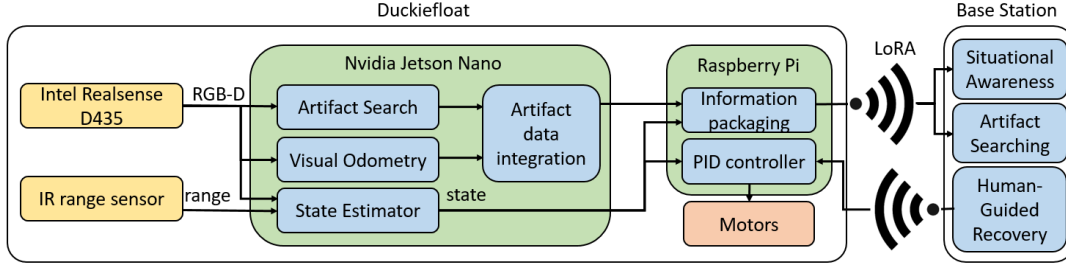 Duckiefloat
Base Station
Nvidia Jetson Nano
Raspberry Pi
LoRA
Intel Realsense
D435
RGB-D
Artifact Search
Artifact
data
integration
Information
packaging
Situational
Awareness
Visual Odometry
PID controller
Artifact
Searching
IR range sensor
range
State Estimator
state
Motors
Human-
Guided
Recovery